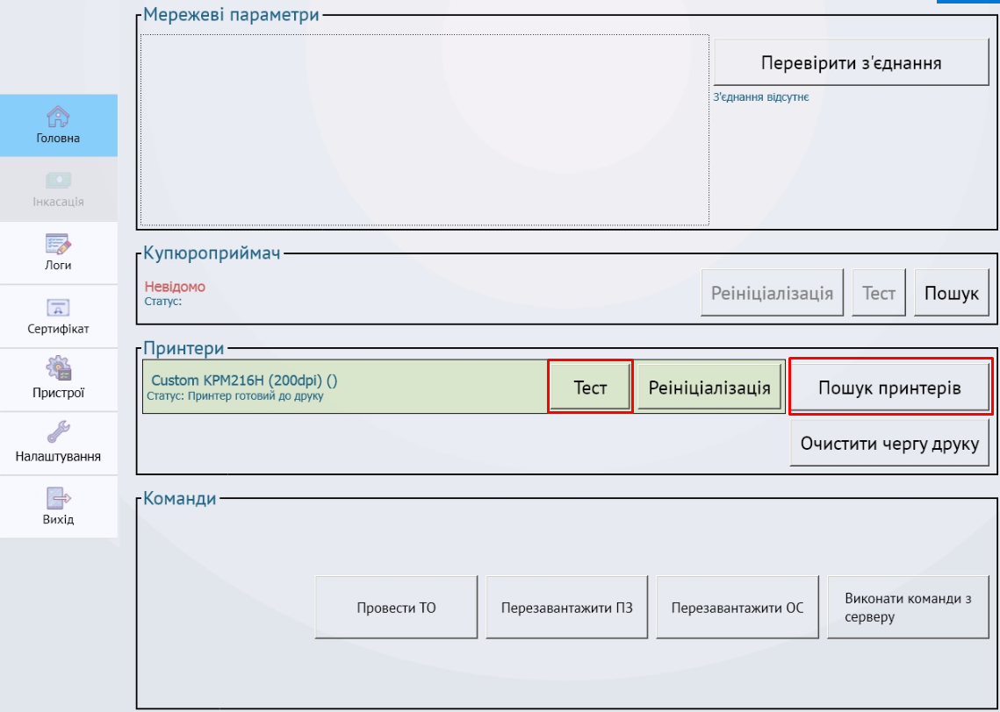 Мережеві параметри
Перевірити з'єднання
З'єднання відсутнє
Головна
Інкасація
Логи
Сертифікат
Пристрої
Налаштування
Вихід
Купюроприймач
Невідомо
Статус:
Реініціалізація
Тест
Пошук
Принтери
Custom KPM216H (200dpi) ()
Статус: Принтер готовий до друку
Тест
Реініціалізація
Пошук принтерів
Очистити чергу друку
Команди
Провести ТО
Перезавантажити ПЗ
Перезавантажити ОС
Виконати команди з
серверу